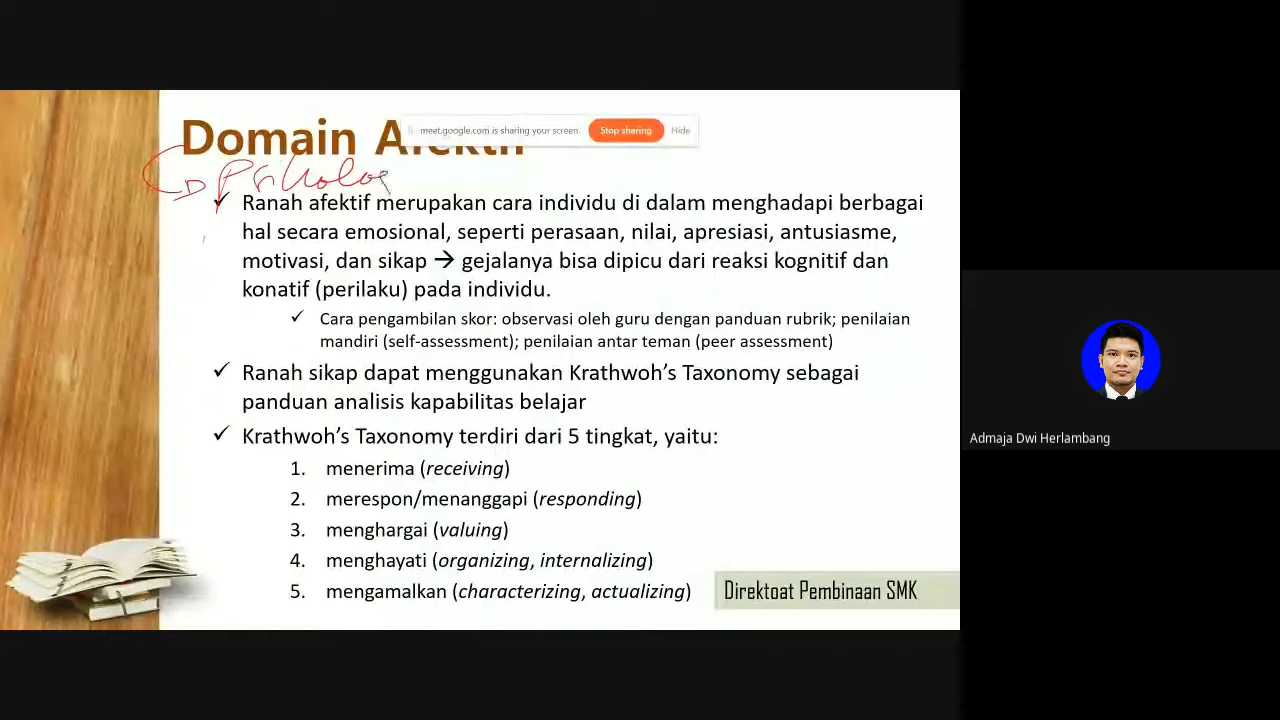 Domain Afektif
meet.google.com is sharing your screen. Stop sharing Hide
Ranah afektif merupakan cara individu di dalam menghadapi berbagai
hal secara emosional, seperti perasaan, nilai, apresiasi, antusiasme,
motivasi, dan sikap → gejalanya bisa dipicu dari reaksi kognitif dan
konatif (perilaku) pada individu.
Cara pengambilan skor: observasi oleh guru dengan panduan rubrik; penilaian
mandiri (self-assessment); penilaian antar teman (peer assessment)
Ranah sikap dapat menggunakan Krathwoh's Taxonomy sebagai
panduan analisis kapabilitas belajar
Krathwoh's Taxonomy terdiri dari 5 tingkat, yaitu:
1. menerima (receiving)
2. merespon/menanggapi (responding)
3. menghargai (valuing)
4. menghayati (organizing, internalizing)
5. mengamalkan (characterizing, actualizing)
Direktoat Pembinaan SMK
Admaja Dwi Herlambang